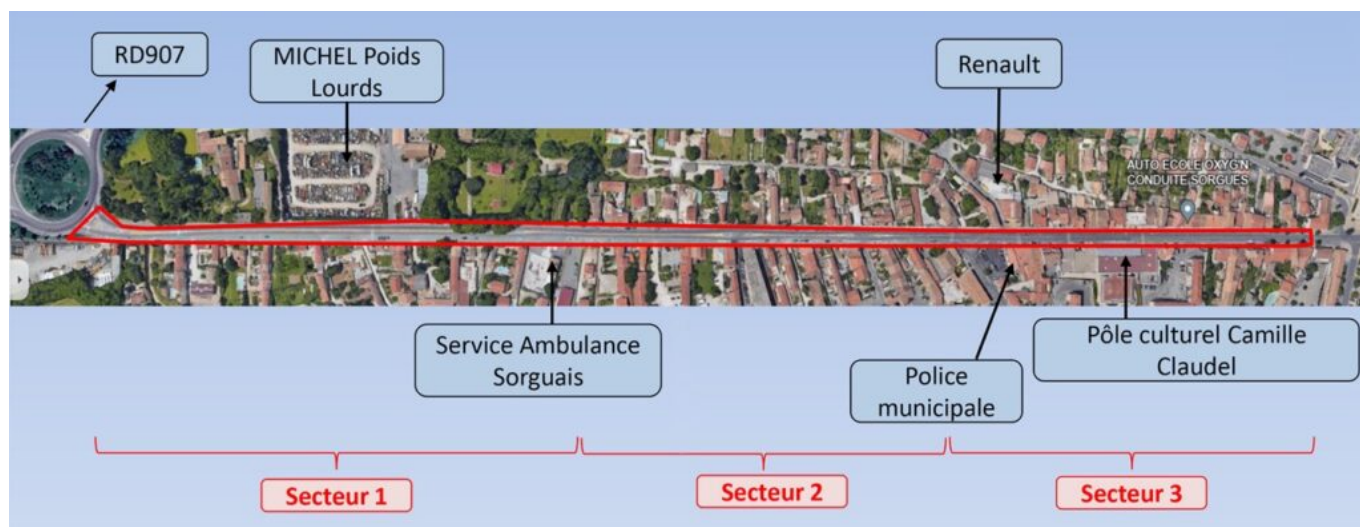 RD907
MICHEL Poids
Lourds
Renault
AUTO ECOLE OXYG'N
CONDUITE SORGUES
Service Ambulance
Sorguais
Police
municipale
Pôle culturel Camille
Claudel
Secteur 1
Secteur 2
Secteur 3